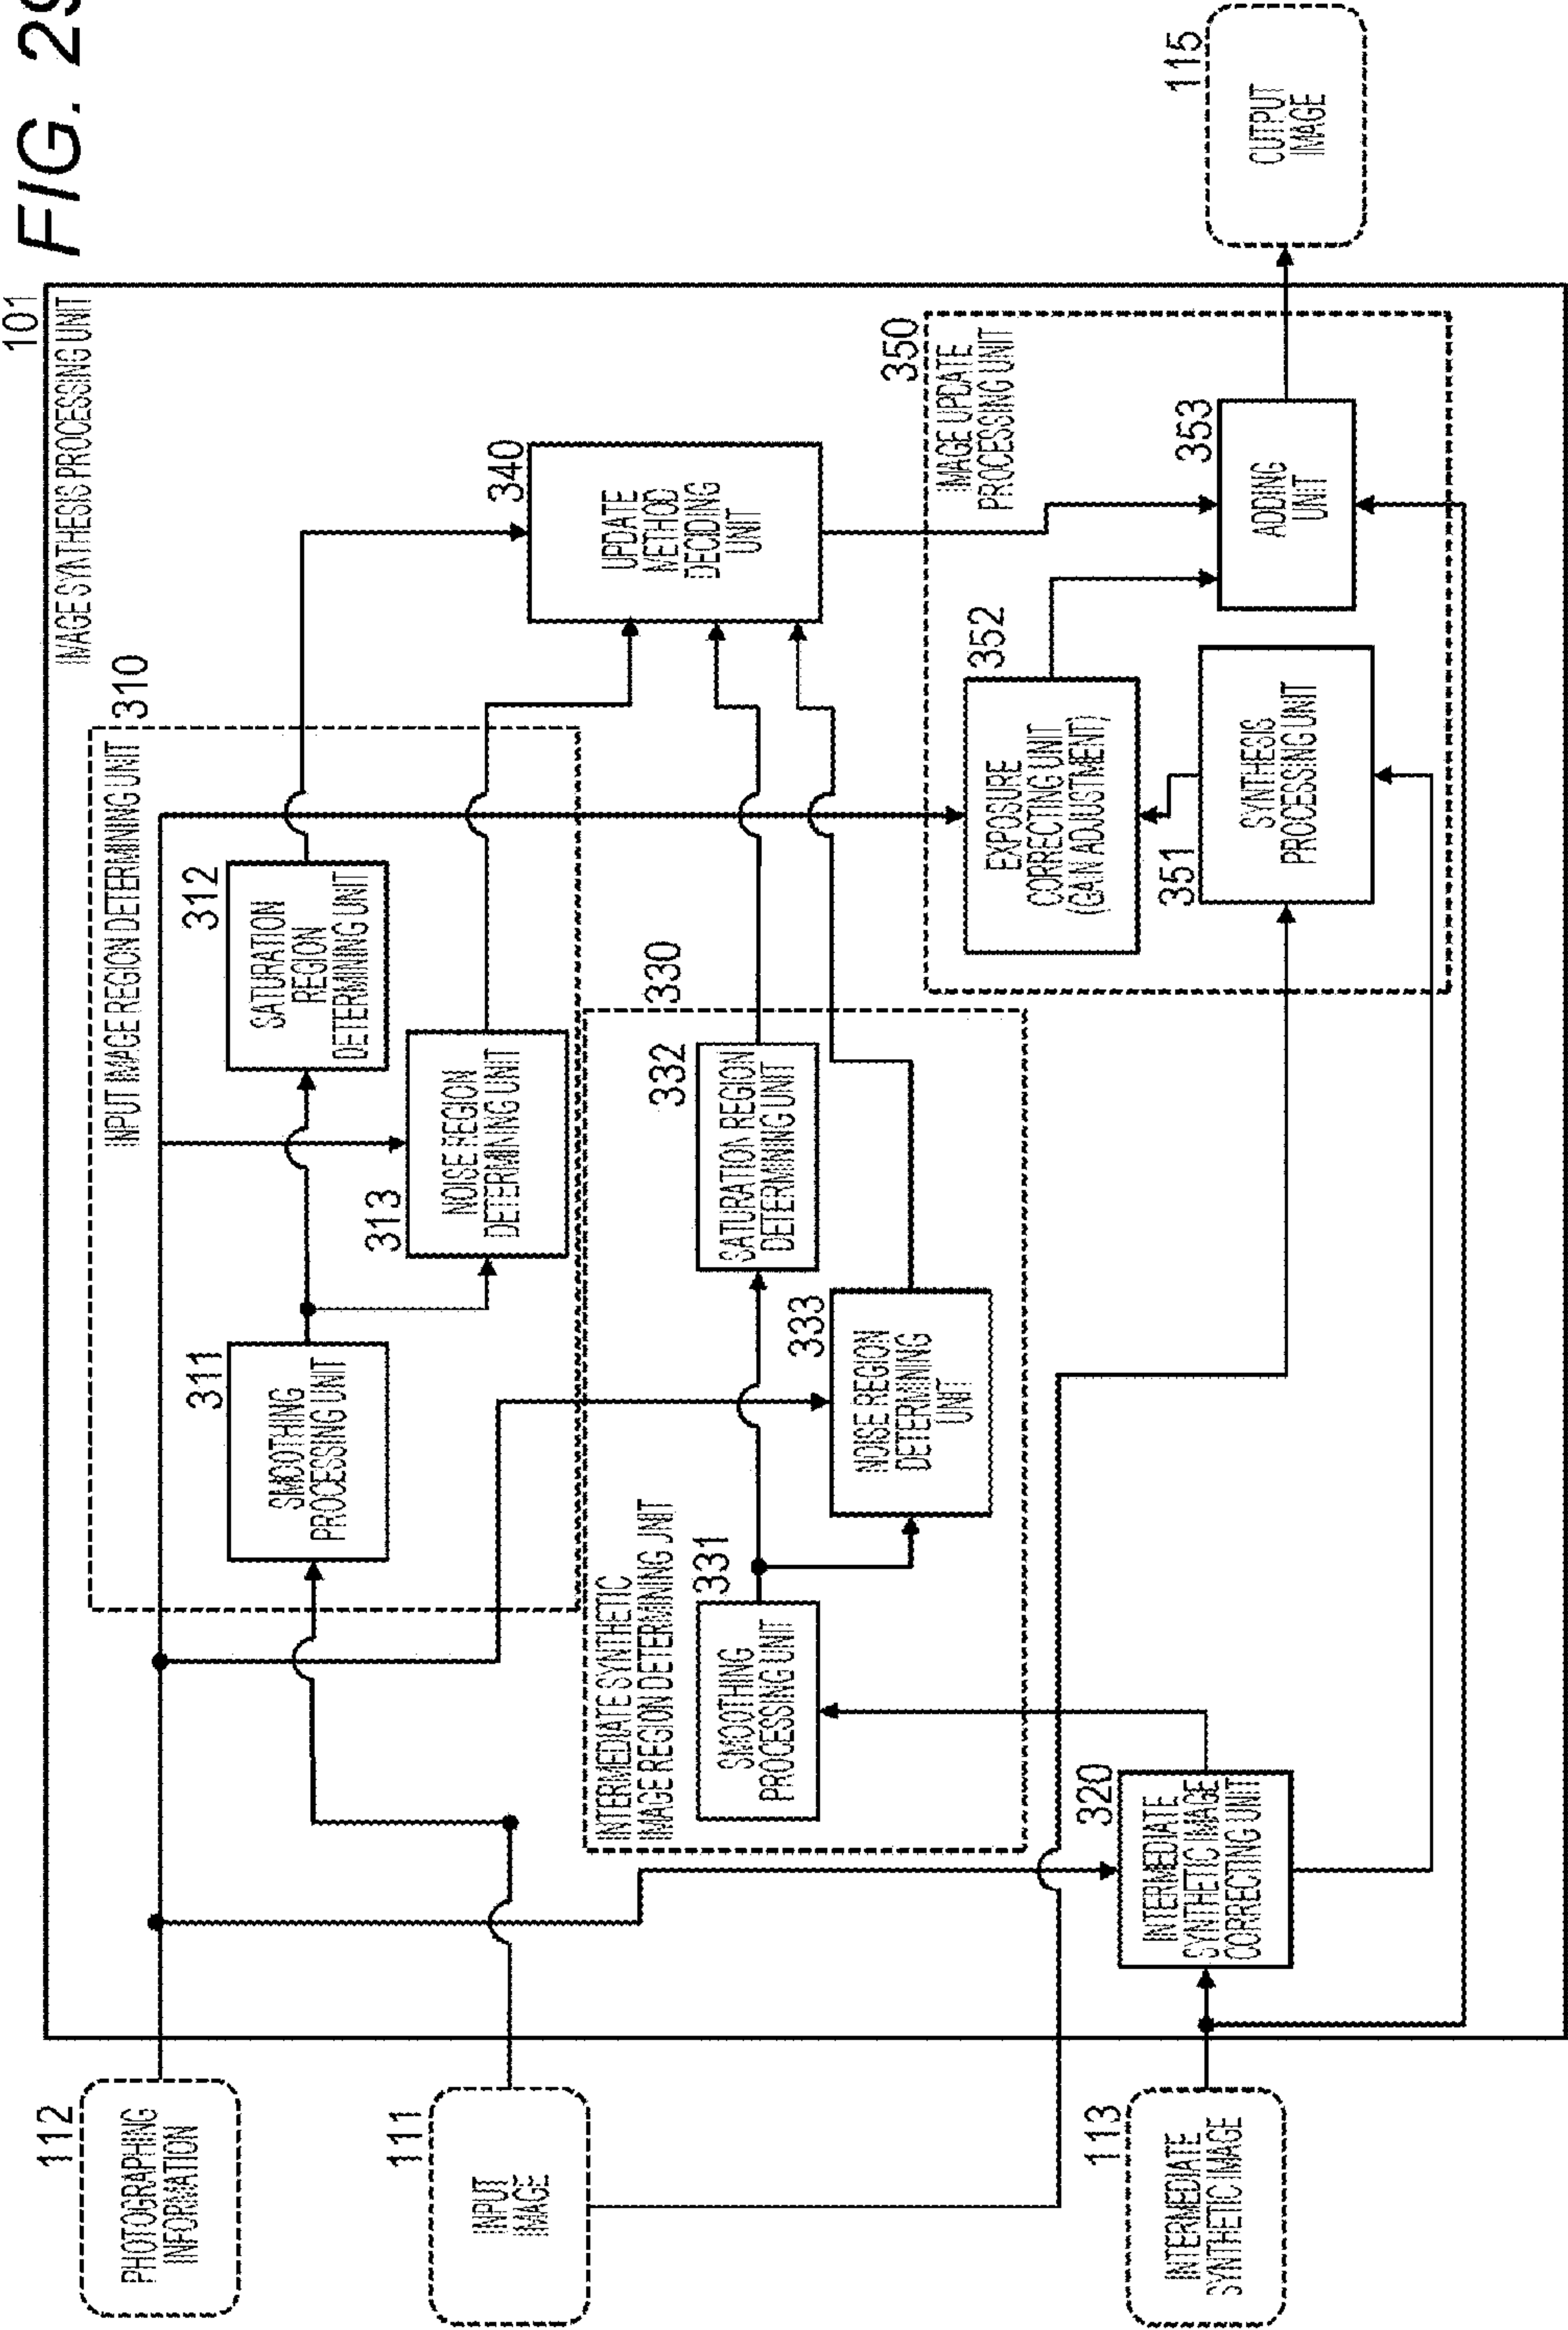 FIG. 29
101
IMAGE SYNTHESIS PROCESSING UNIT
112
PHOTOGRAPHING
INFORMATION
111
INPUT
IMAGE
113
INTERMEDIATE
SYNTHETIC IMAGE
310
INPUT IMAGE REGION DETERMINING UNIT
311
SMOOTHING
PROCESSING UNIT
312
SATURATION
REGION
DETERMINING UNIT
313
NOISE REGION
DETERMINING UNIT
330
INTERMEDIATE SYNTHETIC
IMAGE REGION DETERMINING UNIT
331
SMOOTHING
PROCESSING UNIT
332
SATURATION REGION
DETERMINING UNIT
333
NOISE REGION
DETERMINING
UNIT
320
INTERMEDIATE
SYNTHETIC IMAGE
CORRECTING UNIT
340
UPDATE
METHOD
DECIDING
UNIT
350
IMAGE UPDATE
PROCESSING UNIT
352
EXPOSURE
CORRECTING UNIT
(GAIN ADJUSTMENT)
351
SYNTHESIS
PROCESSING UNIT
353
ADDING
UNIT
115
OUTPUT
IMAGE